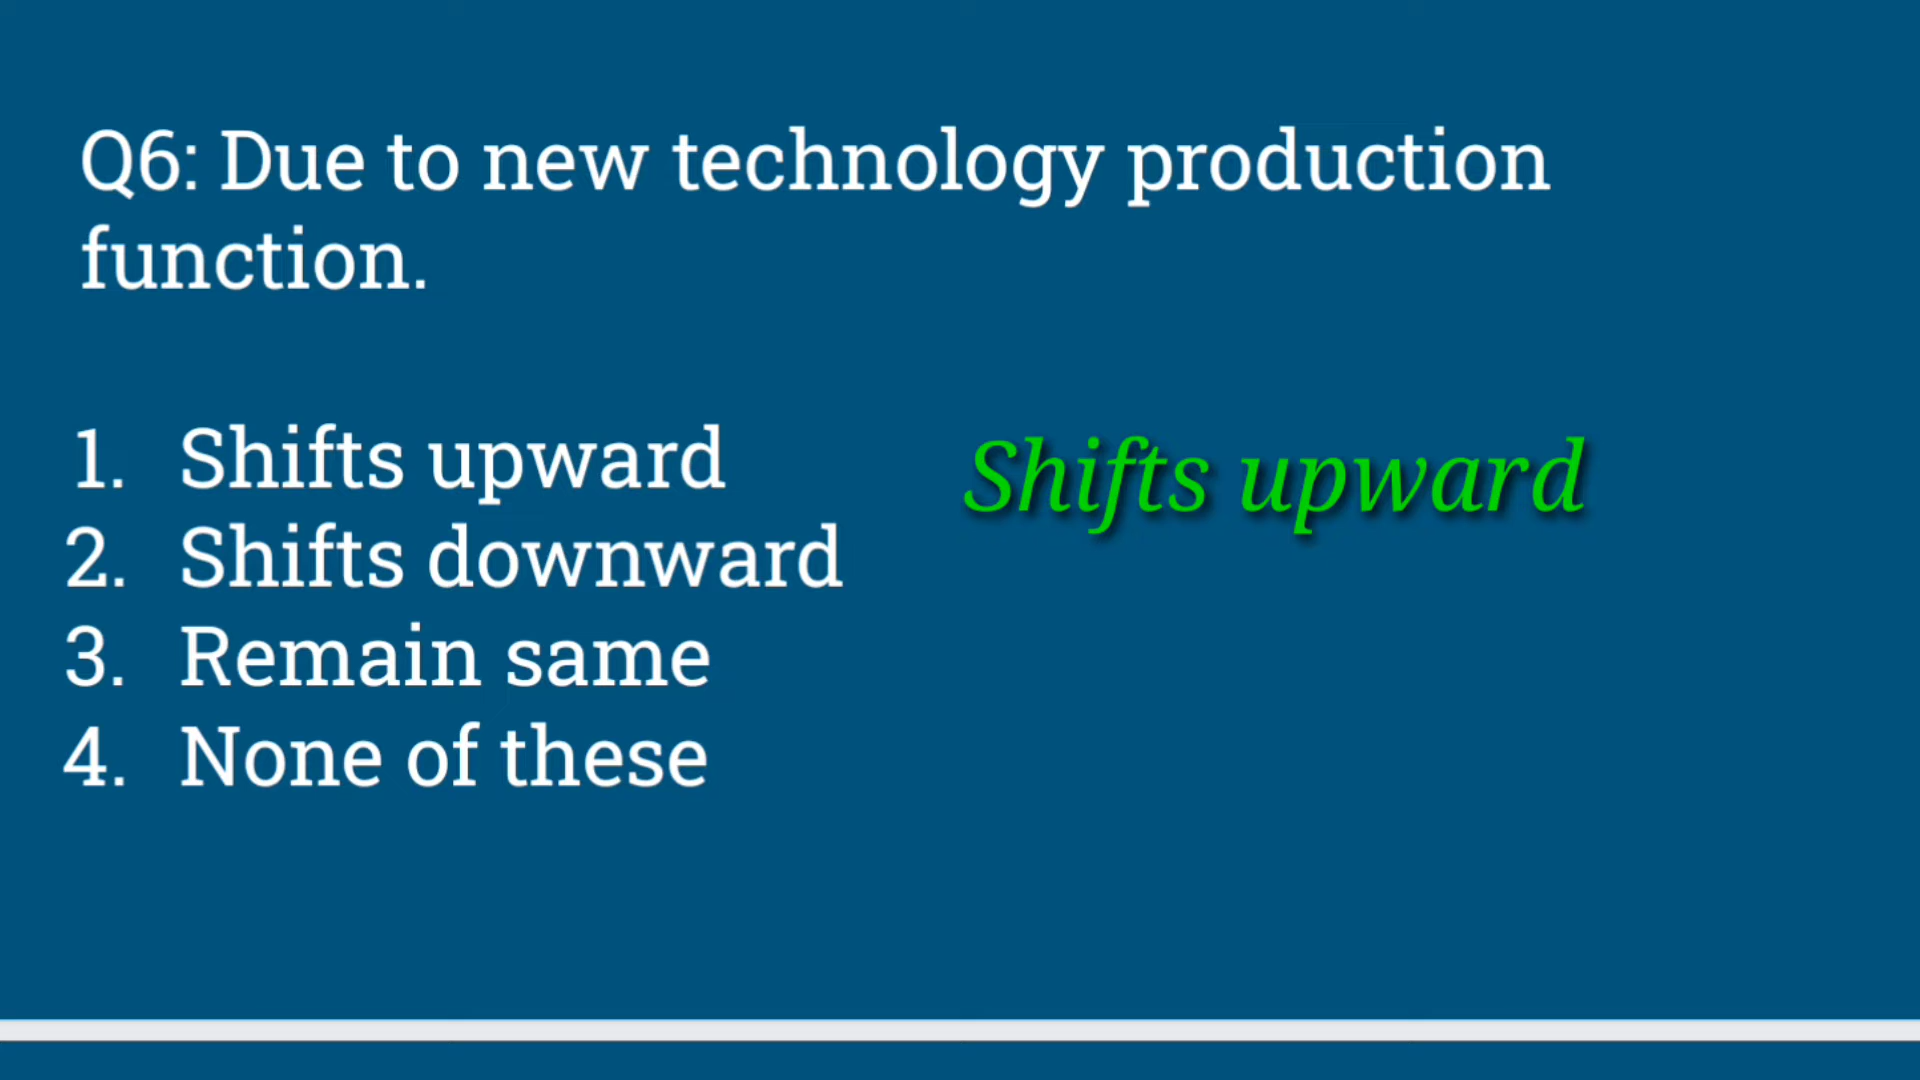 Q6: Due to new technology production
function.
1. Shifts upward
Shifts upward
2. Shifts downward
3. Remain same
4. None of these